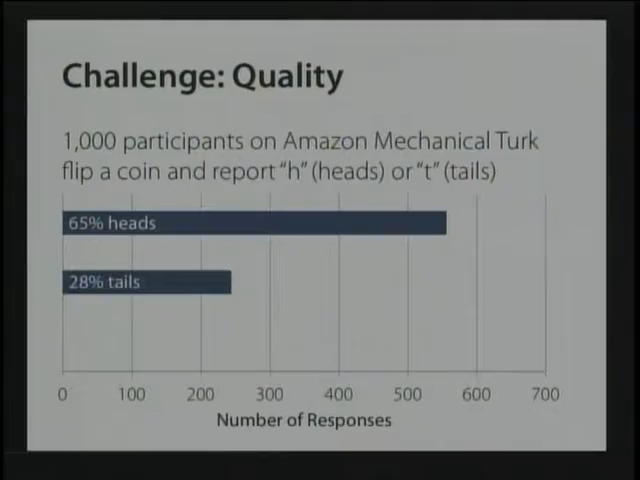 Challenge: Quality
1,000 participants on Amazon Mechanical Turk
flip a coin and report “h” (heads) or “t” (tails)
65% heads
28% tails
0 100 200 300 400 500 600 700
Number of Responses